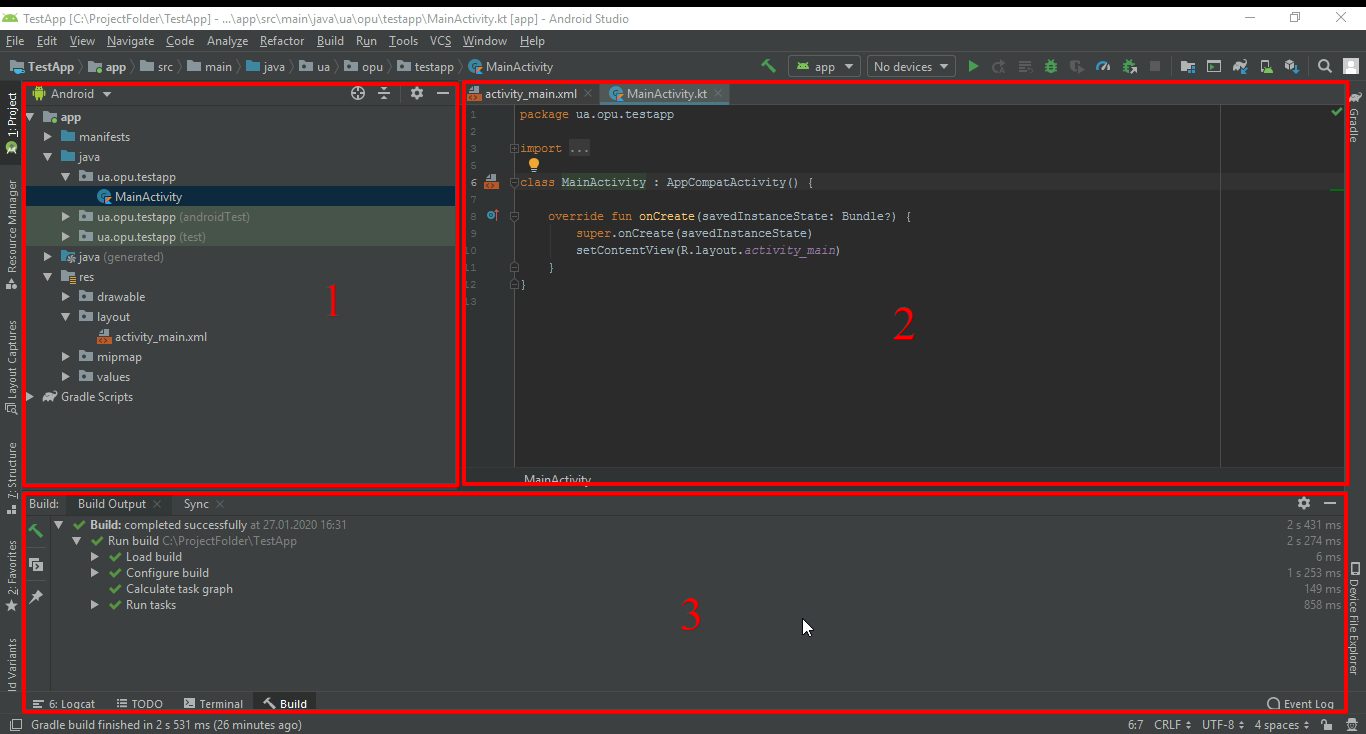 TestApp [C:\ProjectFolder\TestApp] - ...\app\src\main\java\ua\opu\testapp\MainActivity.kt [app] - Android Studio
File Edit View Navigate Code Analyze Refactor Build Run Tools VCS Window Help
TestApp app src main java ua opu testapp MainActivity app No devices
1: Project
Resource Manager
Layout Captures
Z: Structure
2: Favorites
ld Variants
Android
app
manifests
java
ua.opu.testapp
MainActivity
ua.opu.testapp (androidTest)
ua.opu.testapp (test)
java (generated)
res
drawable
layout
activity_main.xml
mipmap
values
Gradle Scripts
1
activity_main.xml MainActivity.kt
1 package ua.opu.testapp
2
3 import ...
5
6 class MainActivity : AppCompatActivity() {
7
8 override fun onCreate(savedInstanceState: Bundle?) {
9 super.onCreate(savedInstanceState)
10 setContentView(R.layout.activity_main)
11 }
12 }
13
2
MainActivity
Gradle
Device File Explorer
Build: Build Output Sync
Build: completed successfully at 27.01.2020 16:31 2 s 431 ms
Run build C:\ProjectFolder\TestApp 2 s 274 ms
Load build 6 ms
Configure build 1 s 253 ms
Calculate task graph 149 ms
Run tasks 858 ms
3
6: Logcat TODO Terminal Build Event Log
Gradle build finished in 2 s 531 ms (26 minutes ago) 6:7 CRLF UTF-8 4 spaces